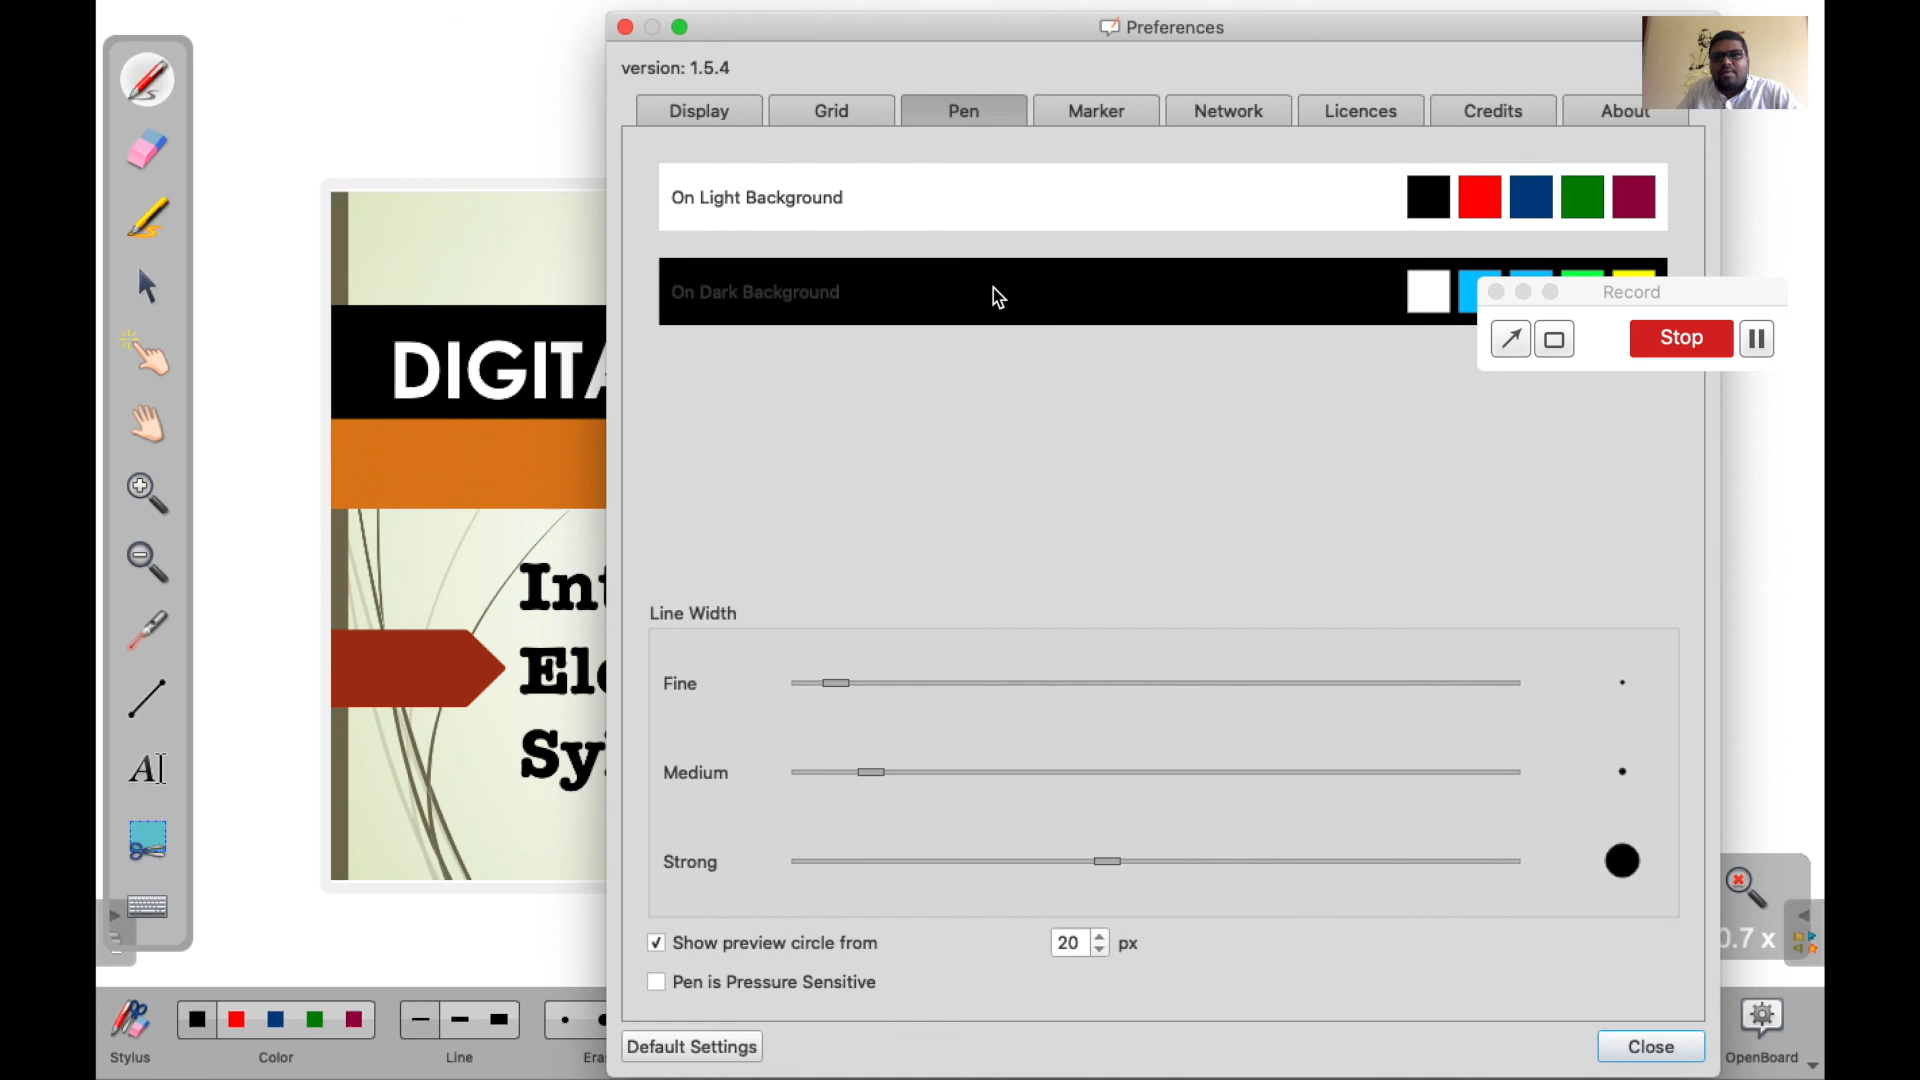 Preferences
version: 1.5.4
Display
Grid
Pen
Marker
Network
Licences
Credits
About
On Light Background
On Dark Background
Record
Stop
DIGITA
Int
Ele
Sy
Line Width
Fine
Medium
Strong
Show preview circle from 20 px
Pen is Pressure Sensitive
Default Settings
Close
0.7 x
Stylus
Color
Line
Era
OpenBoard